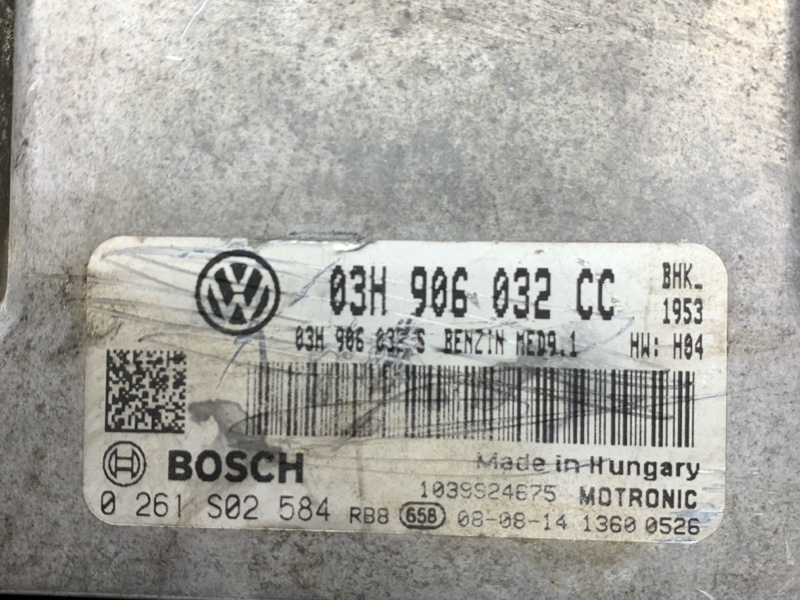 03H 906 032 CC BHK_
1953
03H 906 032 S BENZIN MED9.1 HW: H04
BOSCH Made in Hungary
1039S24675 MOTRONIC
0 261 S02 584 RB8 658 08-08-14 1360 0526